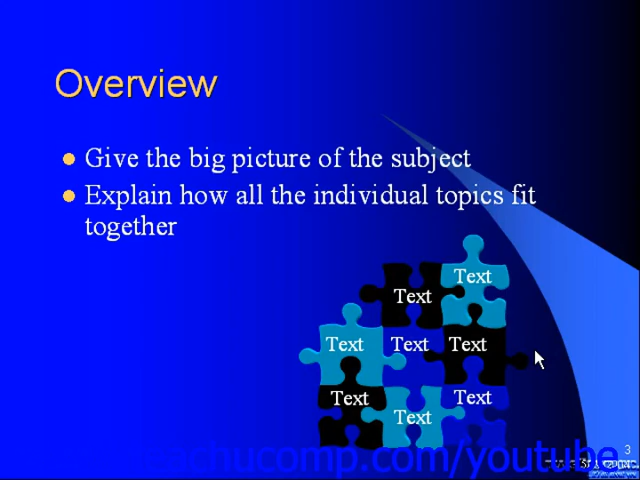 Overview
Give the big picture of the subject
Explain how all the individual topics fit
together
Text
Text
Text
Text
Text
Text
Text
Text
3
teachucomp.com/youtube